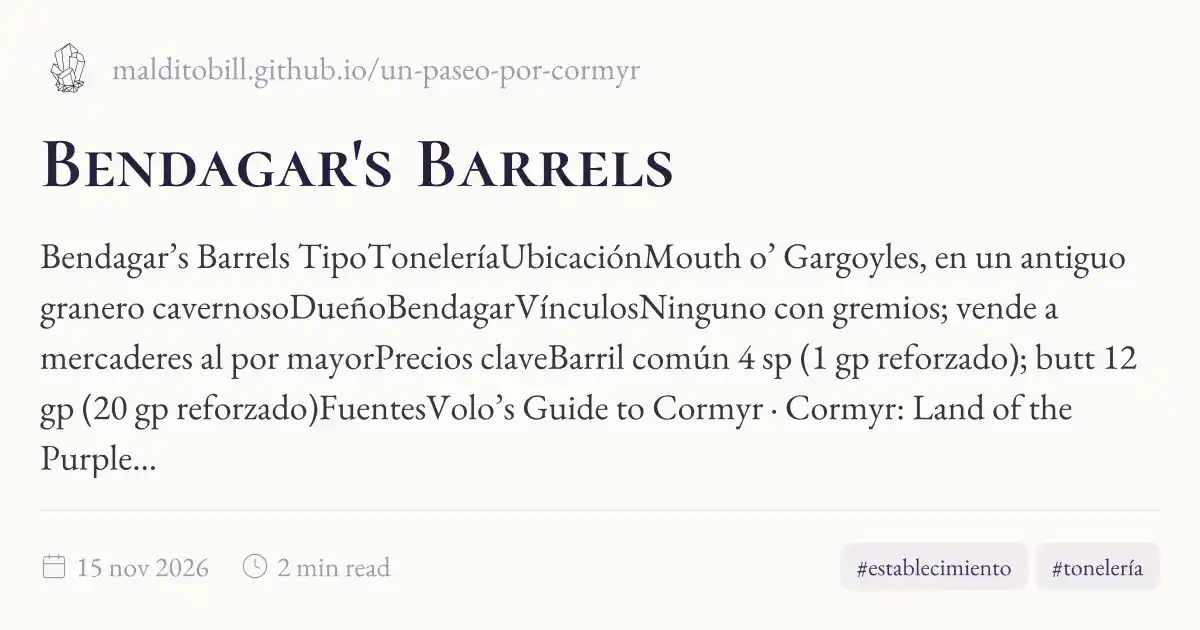 malditobill.github.io/un-paseo-por-cormyr
Bendagar's Barrels
Bendagar’s Barrels TipoToneleríaUbicaciónMouth o’ Gargoyles, en un antiguo
granero cavernosoDueñoBendagarVínculosNinguno con gremios; vende a
mercaderes al por mayorPrecios claveBarril común 4 sp (1 gp reforzado); butt 12
gp (20 gp reforzado)FuentesVolo’s Guide to Cormyr · Cormyr: Land of the
Purple...
15 nov 2026 2 min read #establecimiento #tonelería